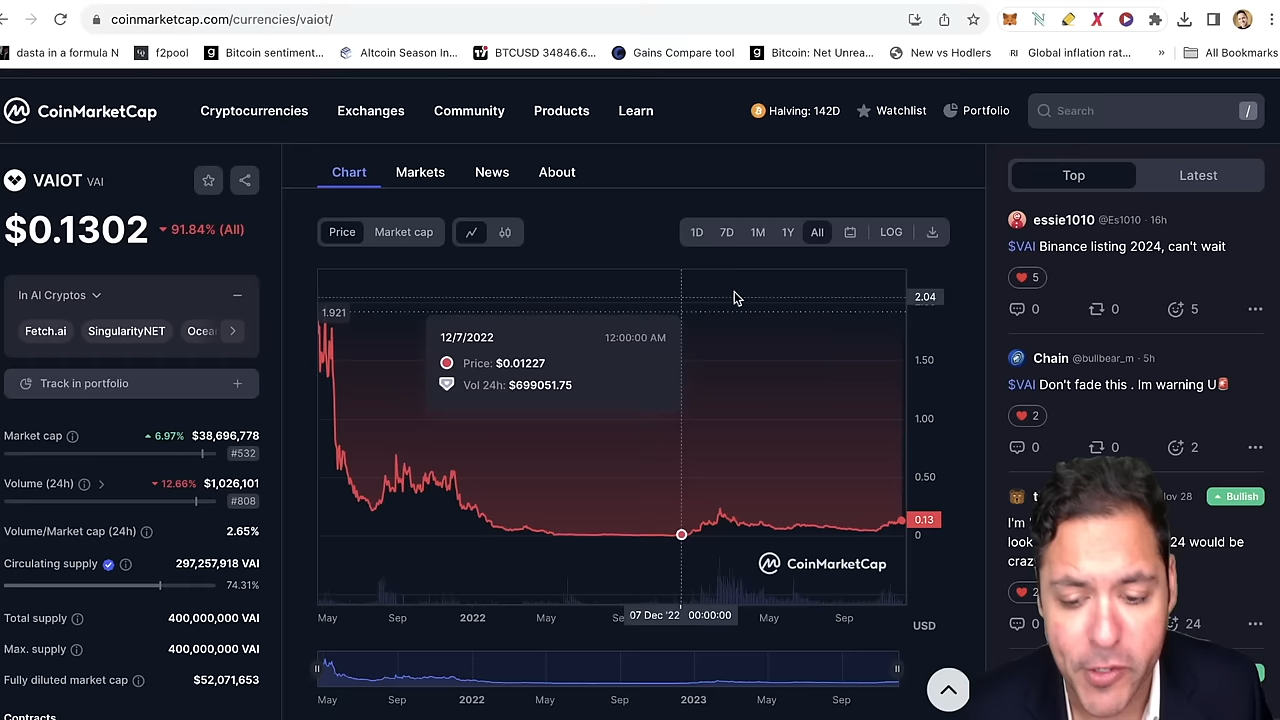 coinmarketcap.com/currencies/vaiot/
dasta in a formula N
f2pool
Bitcoin sentiment...
Altcoin Season In...
BTCUSD 34846.6...
Gains Compare tool
Bitcoin: Net Unrea...
New vs Hodlers
RI Global inflation rat...
»
All Bookmarks
CoinMarketCap
Cryptocurrencies
Exchanges
Community
Products
Learn
Halving: 142D
Watchlist
Portfolio
Search
/
VAIOT VAI
$0.1302
91.84% (All)
In AI Cryptos
Fetch.ai
SingularityNET
Ocea
Track in portfolio
Market cap
6.97% $38,696,778
#532
Volume (24h)
12.66% $1,026,101
#808
Volume/Market cap (24h)
2.65%
Circulating supply
297,257,918 VAI
74.31%
Total supply
400,000,000 VAI
Max. supply
400,000,000 VAI
Fully diluted market cap
$52,071,653
Contracts
Chart
Markets
News
About
Price
Market cap
1D
7D
1M
1Y
All
LOG
1.921
12/7/2022 12:00:00 AM
Price: $0.01227
Vol 24h: $699051.75
2.04
1.50
1.00
0.50
0.13
0
CoinMarketCap
May
Sep
2022
May
Se
07 Dec '22 00:00:00
May
Sep
USD
May
Sep
2022
May
Sep
2023
May
Sep
Top
Latest
essie1010 @Es1010 · 16h
$VAI Binance listing 2024, can't wait
5
0
0
5
Chain @bullbear_m · 5h
$VAI Don't fade this . Im warning U
2
0
0
2
Bullish
I'm
look
24 would be
craz
0
24